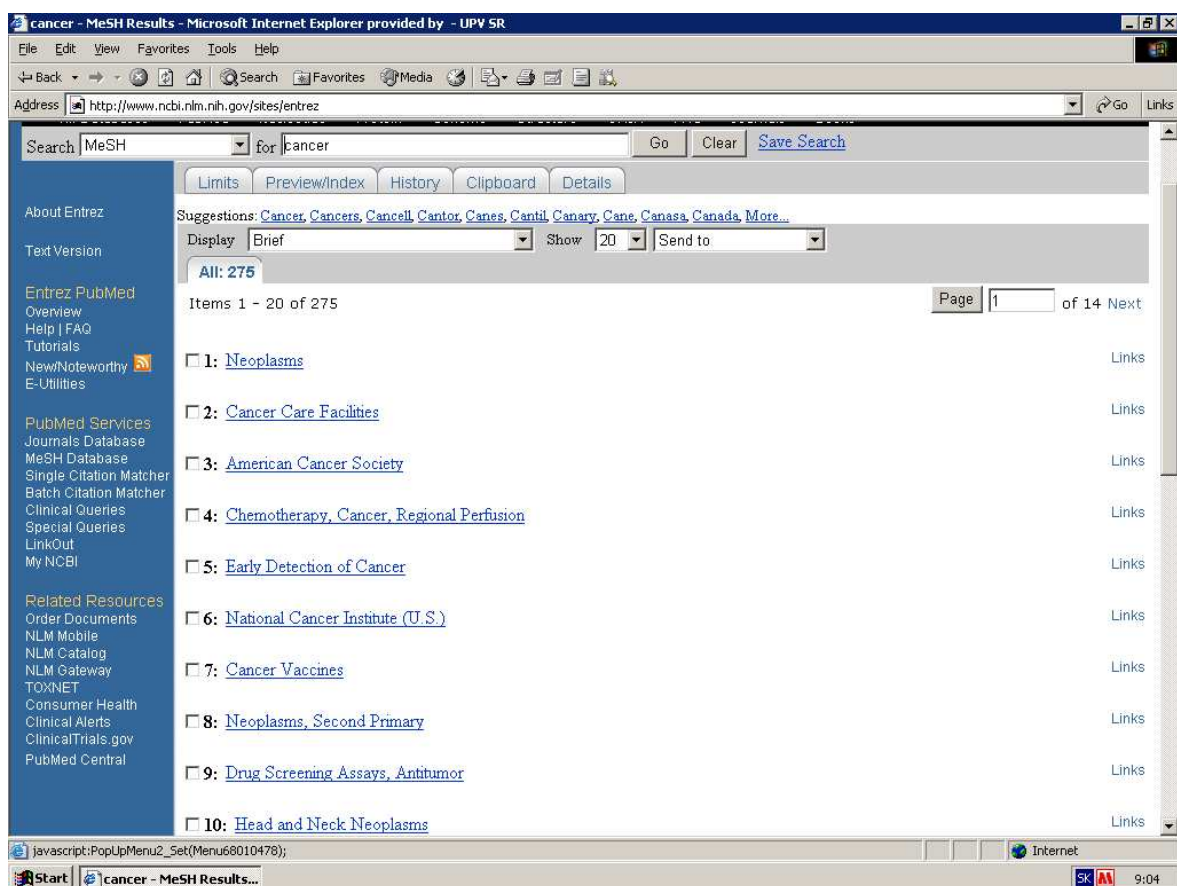 cancer - MeSH Results - Microsoft Internet Explorer provided by - UPV SR
File Edit View Favorites Tools Help
Back Search Favorites Media
Address http://www.ncbi.nlm.nih.gov/sites/entrez Go Links
Search MeSH for cancer Go Clear Save Search
Limits Preview/Index History Clipboard Details
About Entrez
Text Version
Entrez PubMed
Overview
Help | FAQ
Tutorials
New/Noteworthy
E-Utilities
PubMed Services
Journals Database
MeSH Database
Single Citation Matcher
Batch Citation Matcher
Clinical Queries
Special Queries
LinkOut
My NCBI
Related Resources
Order Documents
NLM Mobile
NLM Catalog
NLM Gateway
TOXNET
Consumer Health
Clinical Alerts
ClinicalTrials.gov
PubMed Central
Suggestions: Cancer, Cancers, Cancell, Cantor, Canes, Cantil, Canary, Cane, Canasa, Canada, More...
Display Brief Show 20 Send to
All: 275
Items 1 - 20 of 275 Page 1 of 14 Next
1: Neoplasms Links
2: Cancer Care Facilities Links
3: American Cancer Society Links
4: Chemotherapy, Cancer, Regional Perfusion Links
5: Early Detection of Cancer Links
6: National Cancer Institute (U.S.) Links
7: Cancer Vaccines Links
8: Neoplasms, Second Primary Links
9: Drug Screening Assays, Antitumor Links
10: Head and Neck Neoplasms Links
javascript:PopUpMenu2_Set(Menu68010478); Internet
Start cancer - MeSH Results... SK 9:04